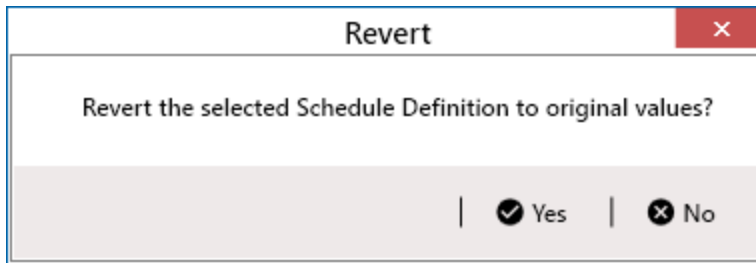 Revert
Revert the selected Schedule Definition to original values?
Yes No